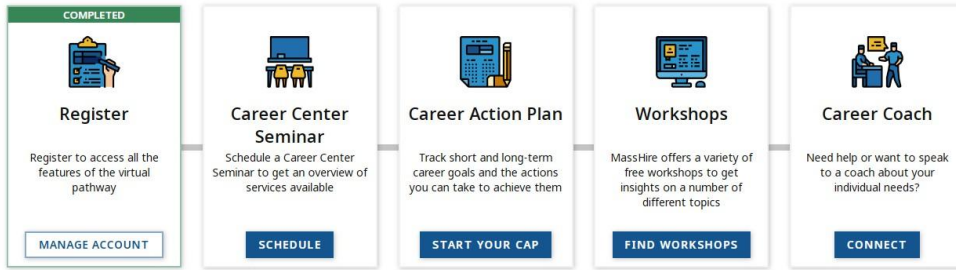 COMPLETED
Register
Register to access all the
features of the virtual
pathway
MANAGE ACCOUNT
Career Center
Seminar
Schedule a Career Center
Seminar to get an overview of
services available
SCHEDULE
Career Action Plan
Track short and long-term
career goals and the actions
you can take to achieve them
START YOUR CAP
Workshops
MassHire offers a variety of
free workshops to get
insights on a number of
different topics
FIND WORKSHOPS
Career Coach
Need help or want to speak
to a coach about your
individual needs?
CONNECT